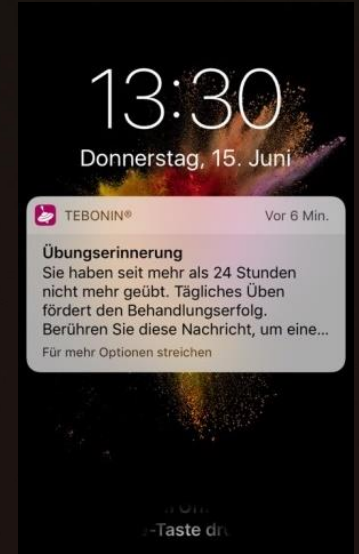 13:30
Donnerstag, 15. Juni
TEBONIN® Vor 6 Min.
Übungserinnerung
Sie haben seit mehr als 24 Stunden
nicht mehr geübt. Tägliches Üben
fördert den Behandlungserfolg.
Berühren Sie diese Nachricht, um eine...
Für mehr Optionen streichen
-Taste